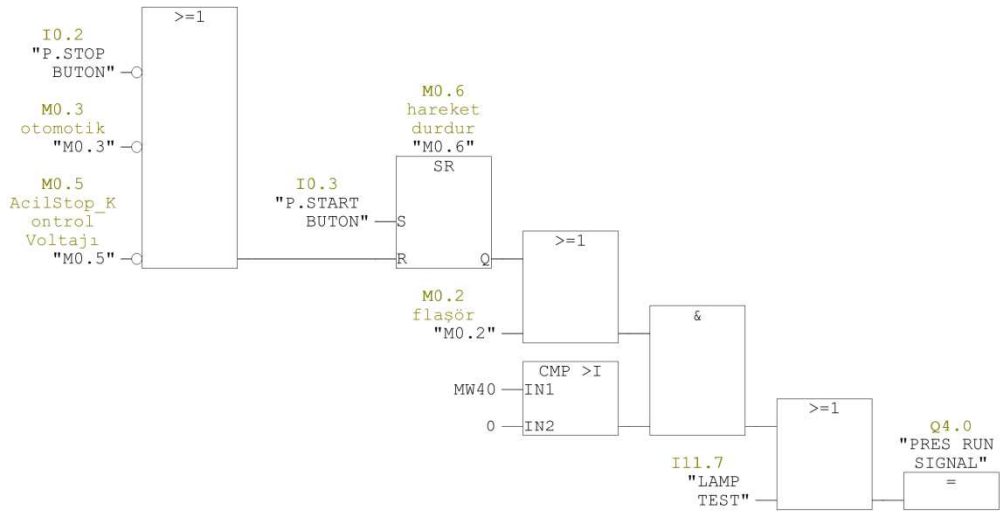 >=1
I0.2
"P.STOP
BUTON"
M0.3
otomotik
"M0.3"
M0.5
AcilStop_K
ontrol
Voltajı
"M0.5"
M0.6
hareket
durdur
"M0.6"
SR
I0.3
"P.START
BUTON"
S
R
Q
>=1
M0.2
flaşör
"M0.2"
&
CMP >I
MW40
IN1
0
IN2
>=1
I11.7
"LAMP
TEST"
Q4.0
"PRES RUN
SIGNAL"
=